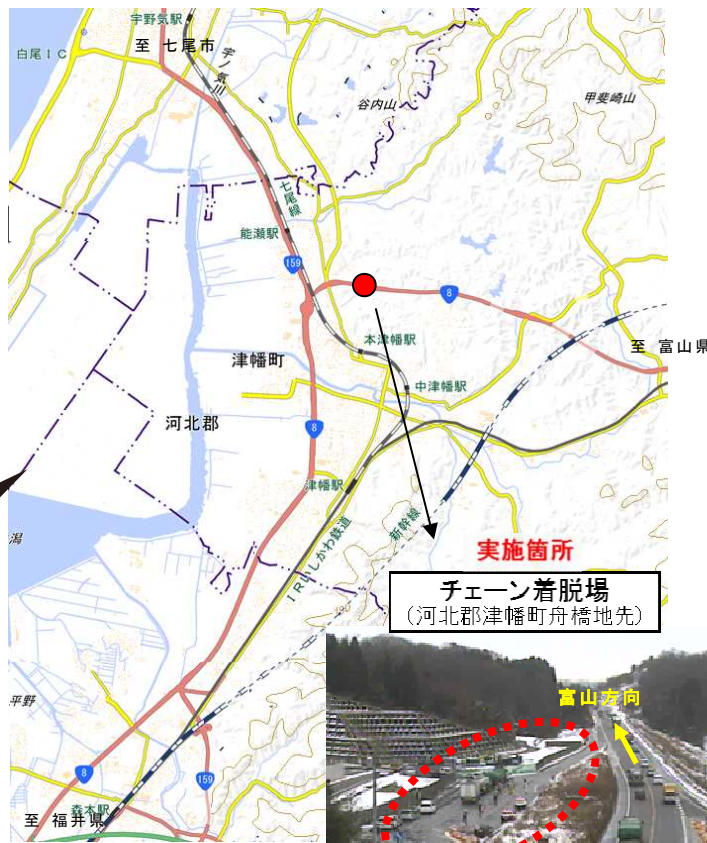 宇野気駅
至 七尾市
白尾IC
宇ノ気川
谷内山
甲斐崎山
七尾線
能瀬駅
159
8
本津幡駅
至 富山県
津幡町
中津幡駅
河北郡
8
津幡駅
潟
新幹線
IRいしかわ鉄道
実施箇所
チェーン着脱場
(河北郡津幡町舟橋地先)
富山方向
平野
8
159
至 福井県
森本駅